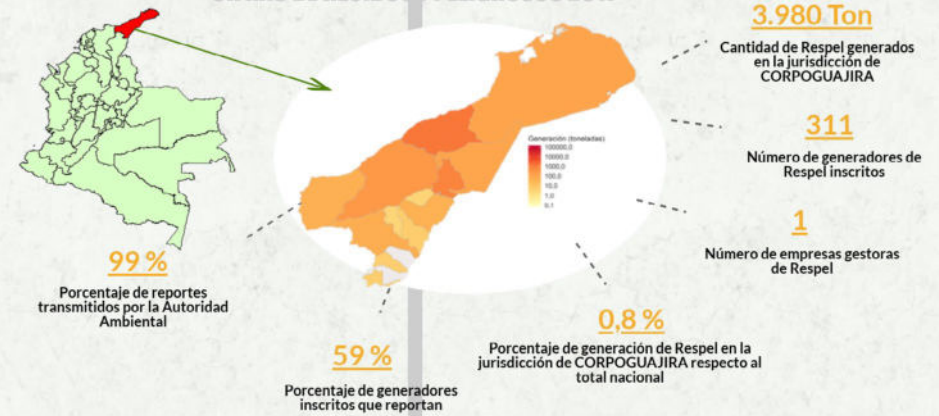 3.980 Ton
Cantidad de Respel generados
en la jurisdicción de
CORPOGUAJIRA
311
Número de generadores de
Respel inscritos
1
Número de empresas gestoras
de Respel
Generación (toneladas)
100000,0
10000,0
1000,0
100,0
10,0
1,0
0,1
99 %
Porcentaje de reportes
transmitidos por la Autoridad
Ambiental
59 %
Porcentaje de generadores
inscritos que reportan
0,8 %
Porcentaje de generación de Respel en la
jurisdicción de CORPOGUAJIRA respecto al
total nacional